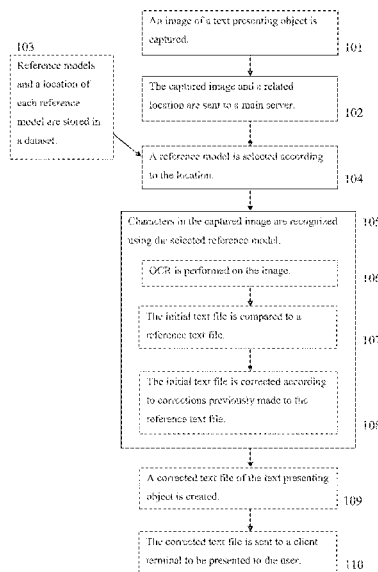 An image of a text presenting object is
captured.
101
103
Reference models
and a location of
each reference
model are stored in
a dataset.
The captured image and a related
location are sent to a main server.
102
A reference model is selected according
to the location.
104
Characters in the captured image are recognized
using the selected reference model.
105
OCR is performed on the image.
106
The initial text file is compared to a
reference text file.
107
The initial text file is corrected according
to corrections previously made to the
reference text file.
108
A corrected text file of the text presenting
object is created.
109
The corrected text file is sent to a client
terminal to be presented to the user.
110